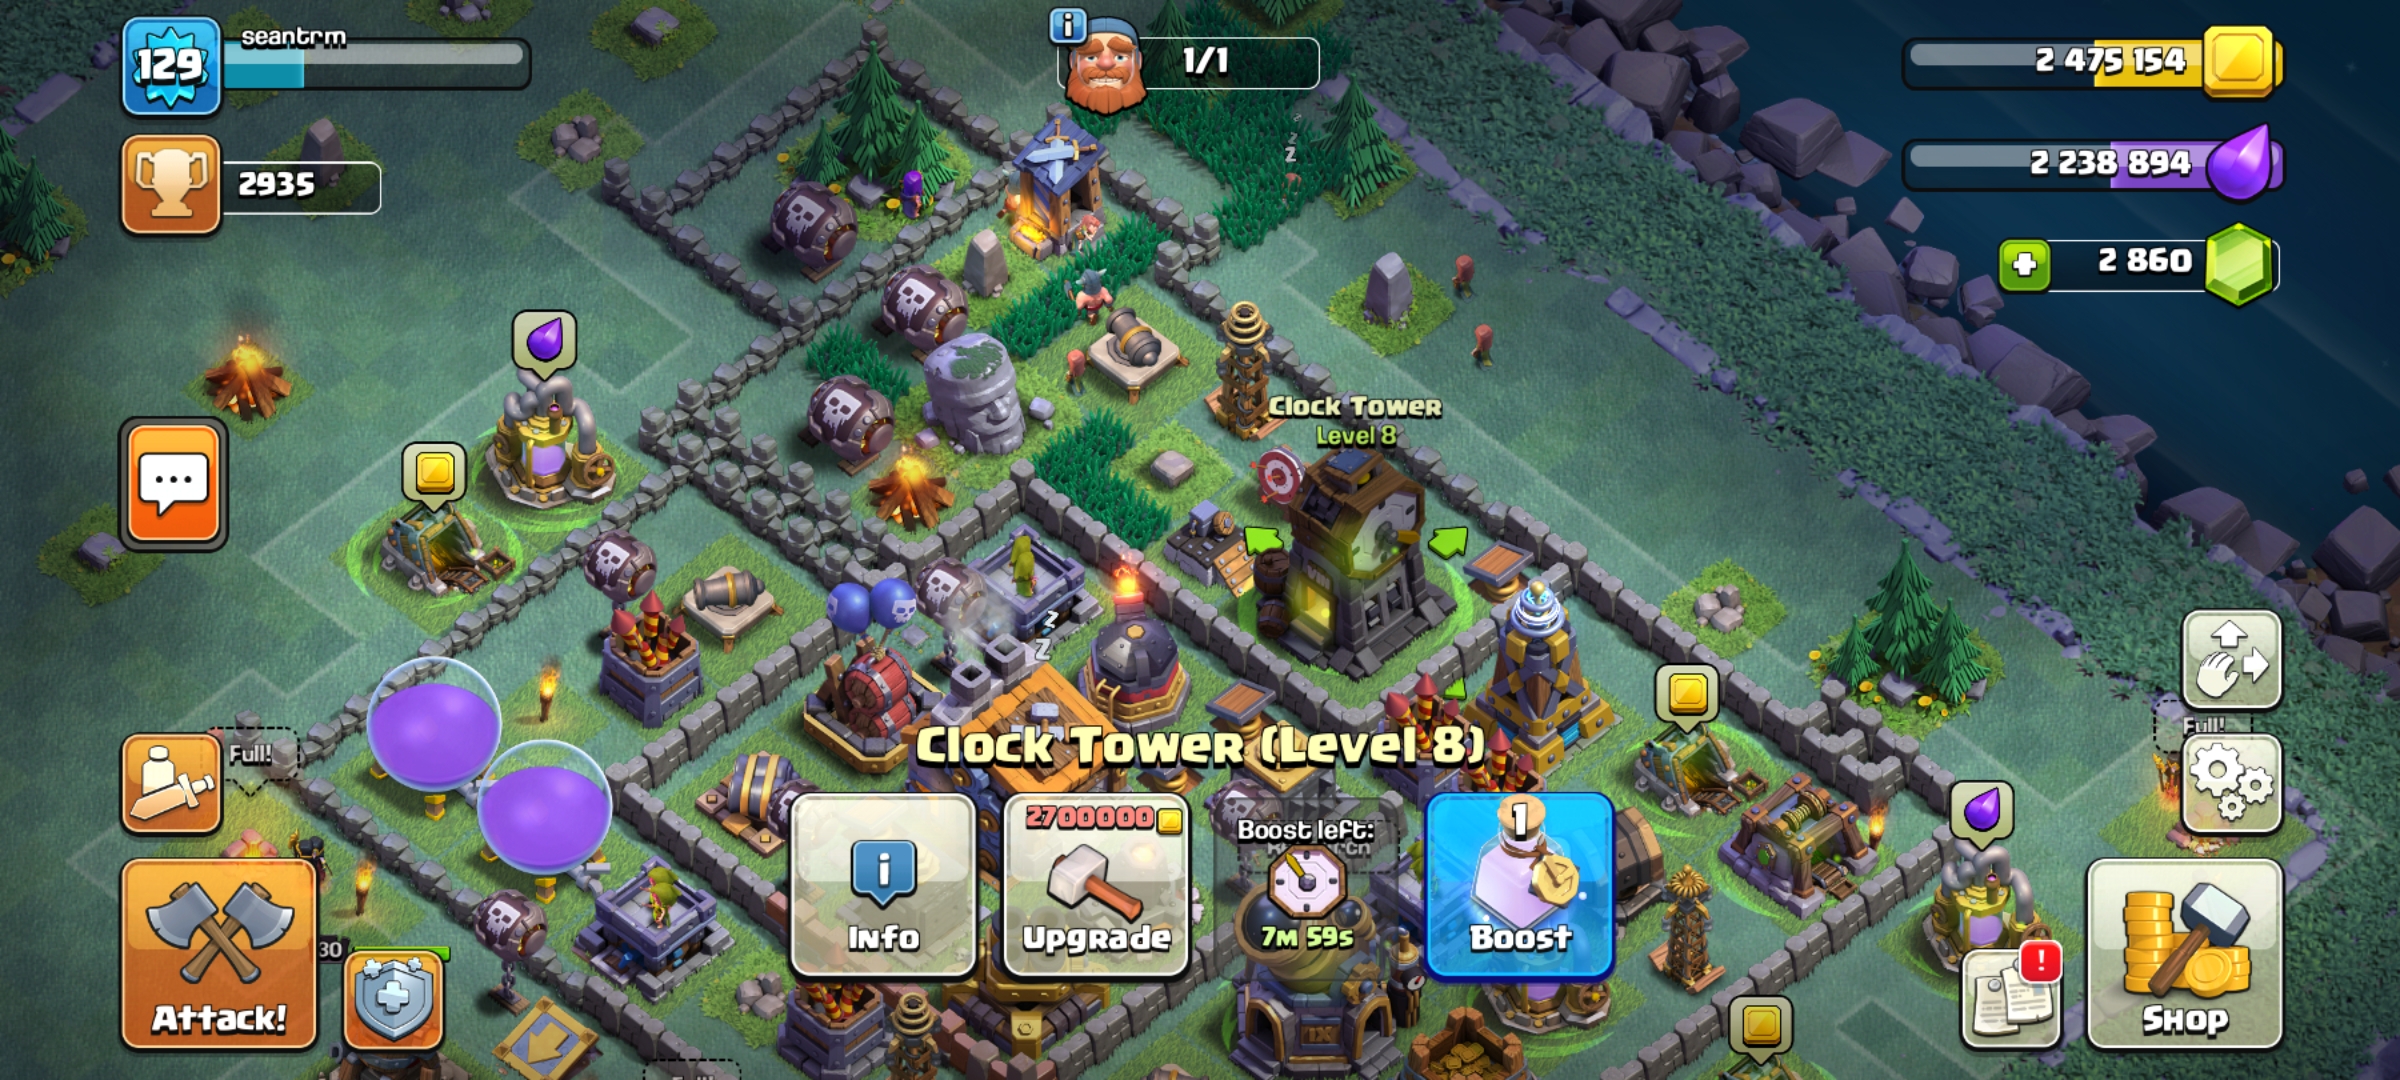 129
seantrm
1/1
2 475 154
2935
2 238 894
2 860
Clock Tower
Level 8
Full!
Full!
Clock Tower (Level 8)
2700000
Boost left:
1
Info
Upgrade
7m 59s
Boost
30
Attack!
Shop